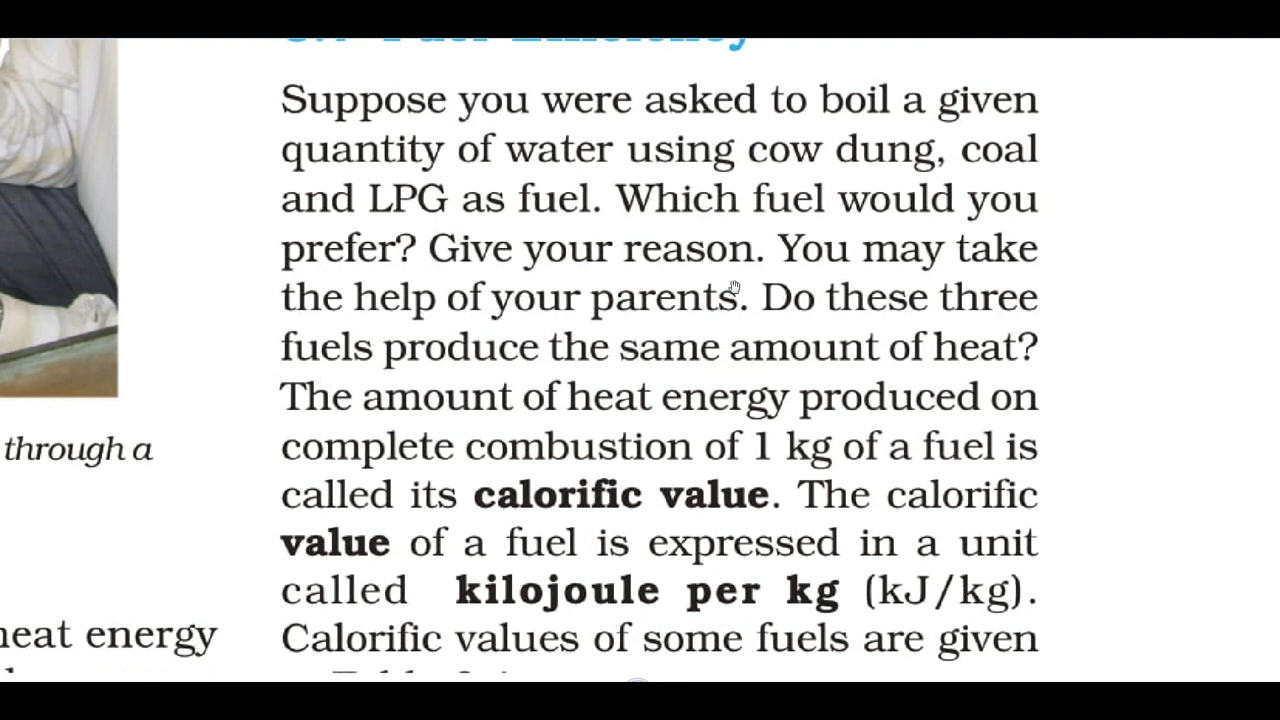 Fuel Efficiency
Suppose you were asked to boil a given
quantity of water using cow dung, coal
and LPG as fuel. Which fuel would you
prefer? Give your reason. You may take
the help of your parents. Do these three
fuels produce the same amount of heat?
The amount of heat energy produced on
complete combustion of 1 kg of a fuel is
called its calorific value. The calorific
value of a fuel is expressed in a unit
called kilojoule per kg (kJ/kg).
Calorific values of some fuels are given
through a
heat energy